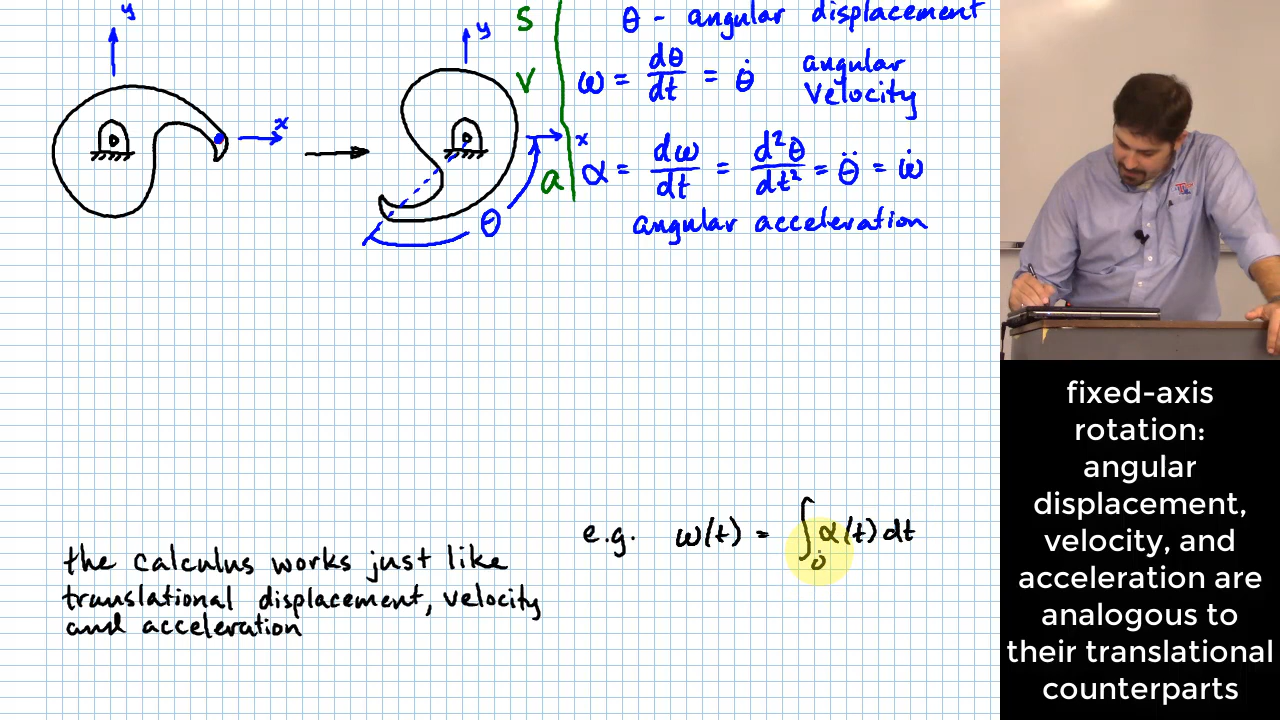 y
x
y
x
θ
S
V
a
θ - angular displacement
ω = dθ/dt = θ̇ angular velocity
α = dω/dt = d²θ/dt² = θ̈ = ω̇
angular acceleration
e.g. ω(t) = ∫₀ α(t) dt
the calculus works just like
translational displacement, velocity
and acceleration
fixed-axis
rotation:
angular
displacement,
velocity, and
acceleration are
analogous to
their translational
counterparts